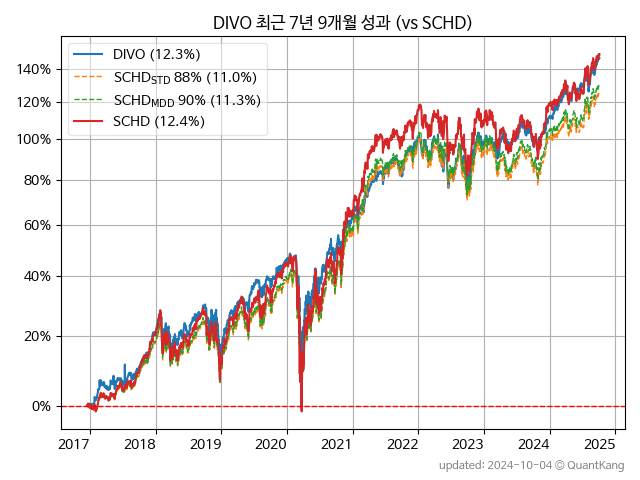 DIVO 최근 7년 9개월 성과 (vs SCHD)
DIVO (12.3%)
SCHD_STD 88% (11.0%)
SCHD_MDD 90% (11.3%)
SCHD (12.4%)
140%
120%
100%
80%
60%
40%
20%
0%
2017 2018 2019 2020 2021 2022 2023 2024 2025
updated: 2024-10-04 © QuantKang